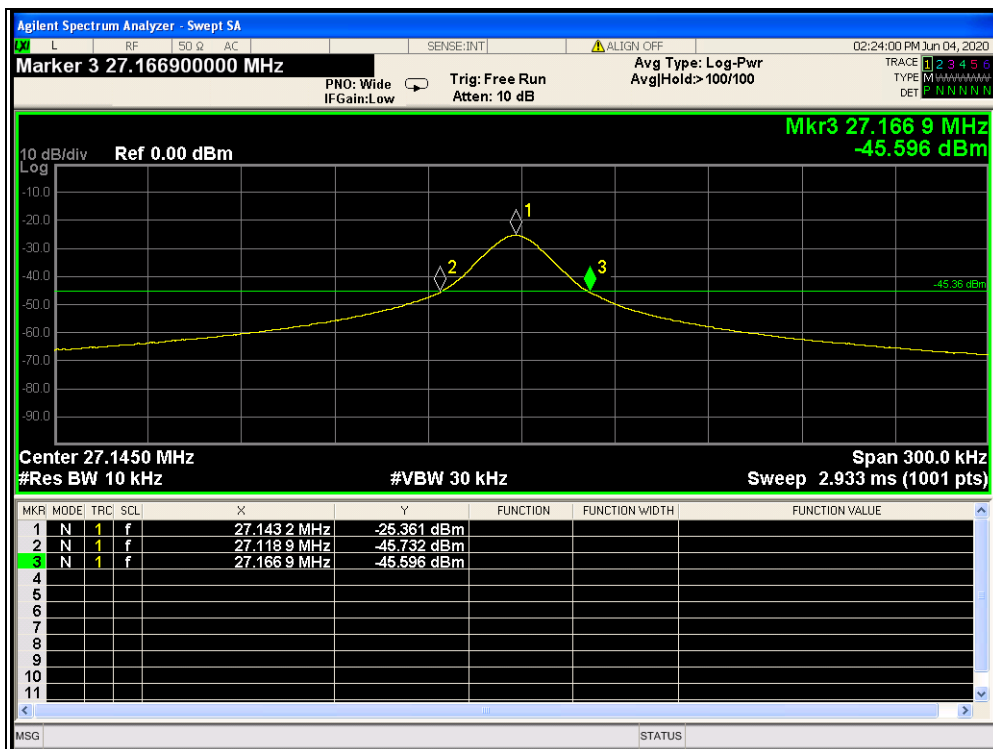 Agilent Spectrum Analyzer - Swept SA
LXI L RF 50 Ω AC SENSE:INT ALIGN OFF 02:24:00 PM Jun 04, 2020
Marker 3 27.166900000 MHz
PNO: Wide
IFGain:Low
Trig: Free Run
Atten: 10 dB
Avg Type: Log-Pwr
Avg|Hold:> 100/100
TRACE 1 2 3 4 5 6
TYPE M W W W W W
DET P N N N N N
Mkr3 27.166 9 MHz
-45.596 dBm
10 dB/div Ref 0.00 dBm
Log
-10.0
-20.0
-30.0
-40.0
-50.0
-60.0
-70.0
-80.0
-90.0
1
2
3
-45.36 dBm
Center 27.1450 MHz Span 300.0 kHz
#Res BW 10 kHz #VBW 30 kHz Sweep 2.933 ms (1001 pts)
MKR MODE TRC SCL X Y FUNCTION FUNCTION WIDTH FUNCTION VALUE
1 N 1 f 27.143 2 MHz -25.361 dBm
2 N 1 f 27.118 9 MHz -45.732 dBm
3 N 1 f 27.166 9 MHz -45.596 dBm
4
5
6
7
8
9
10
11
MSG STATUS